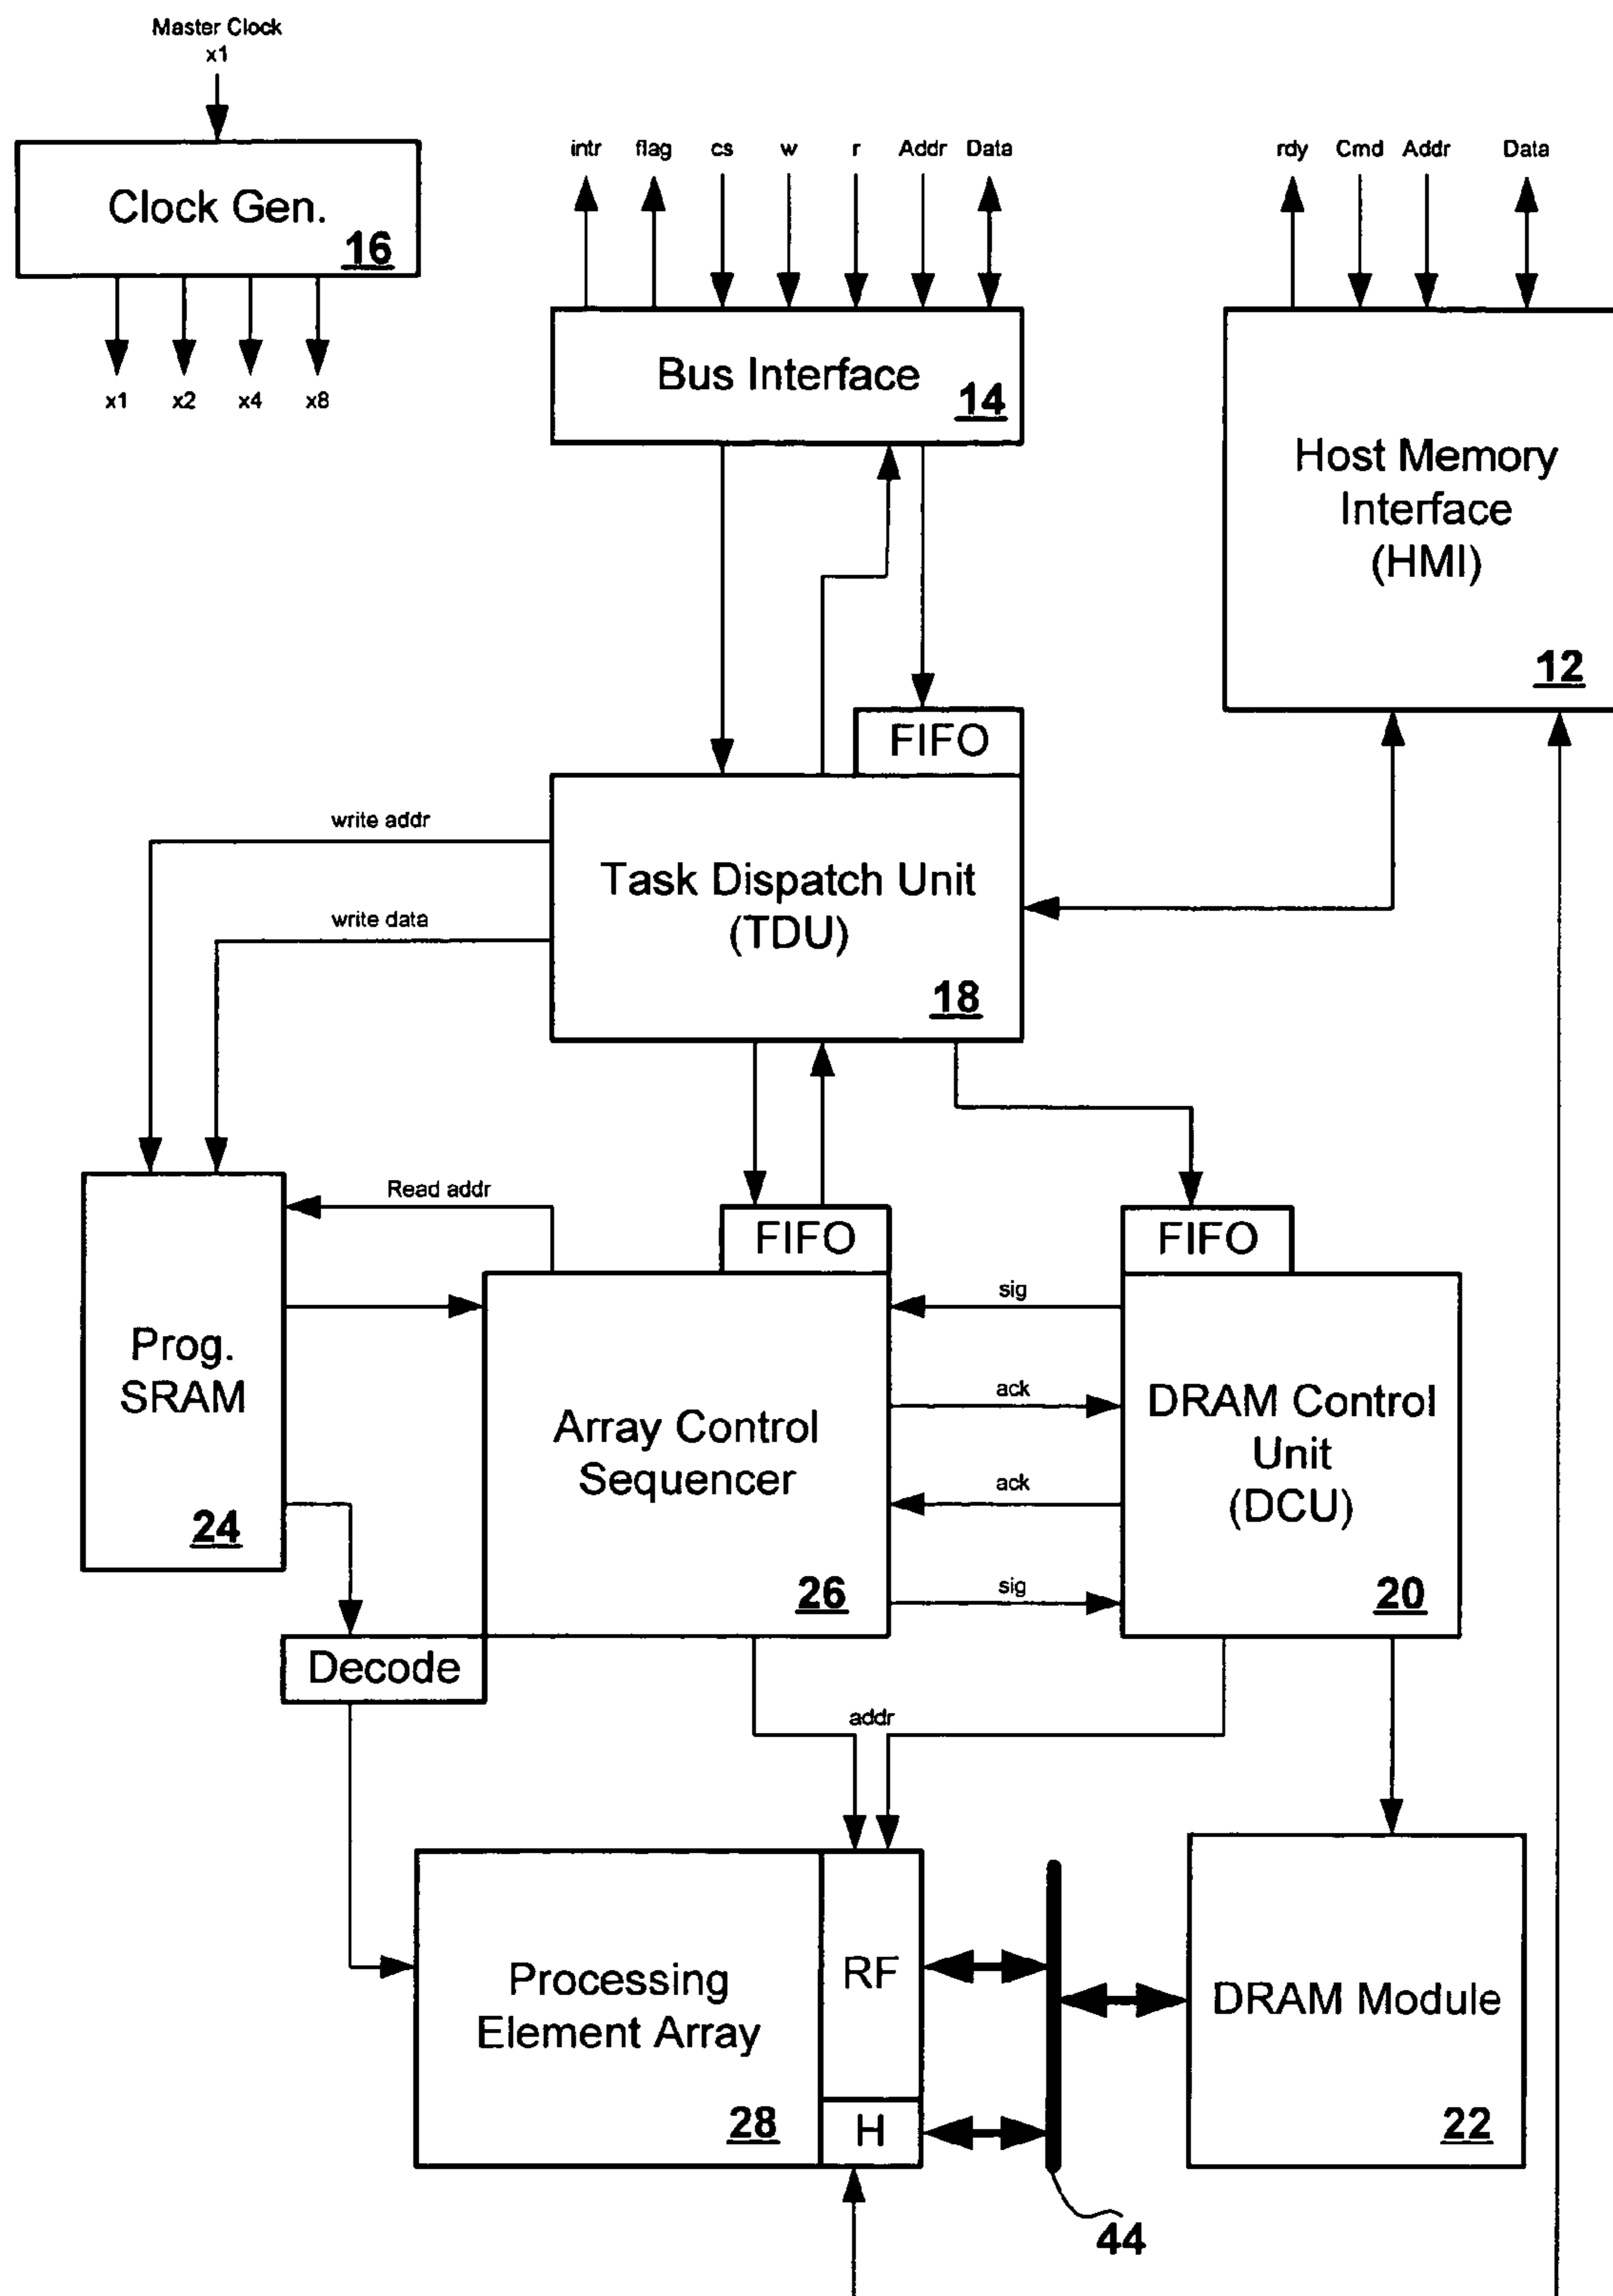 Master Clock
x1
Clock Gen.
16
x1 x2 x4 x8
intr flag cs w r Addr Data
Bus Interface
14
rdy Cmd Addr Data
Host Memory
Interface
(HMI)
12
FIFO
Task Dispatch Unit
(TDU)
18
write addr
write data
Read addr
Prog.
SRAM
24
FIFO
Array Control
Sequencer
26
sig
ack
ack
sig
FIFO
DRAM Control
Unit
(DCU)
20
Decode
addr
Processing
Element Array
28
RF
H
44
DRAM Module
22